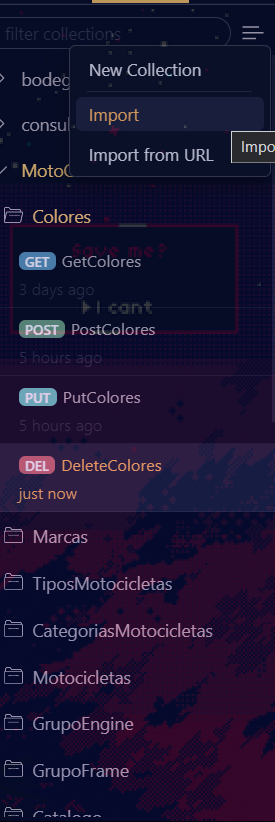 filter collections
New Collection
bodeg
Import
consul
Impo
Import from URL
MotoC
Colores
Save me?
GET GetColores
3 days ago
I cant
POST PostColores
5 hours ago
PUT PutColores
5 hours ago
DEL DeleteColores
just now
Marcas
TiposMotocicletas
CategoriasMotocicletas
Motocicletas
GrupoEngine
GrupoFrame
Catalogo